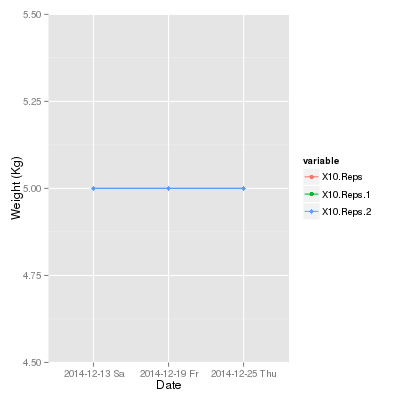 5.50
5.25
5.00
4.75
4.50
Weight (Kg)
2014-12-13 Sa
2014-12-19 Fr
2014-12-25 Thu
Date
variable
X10.Reps
X10.Reps.1
X10.Reps.2